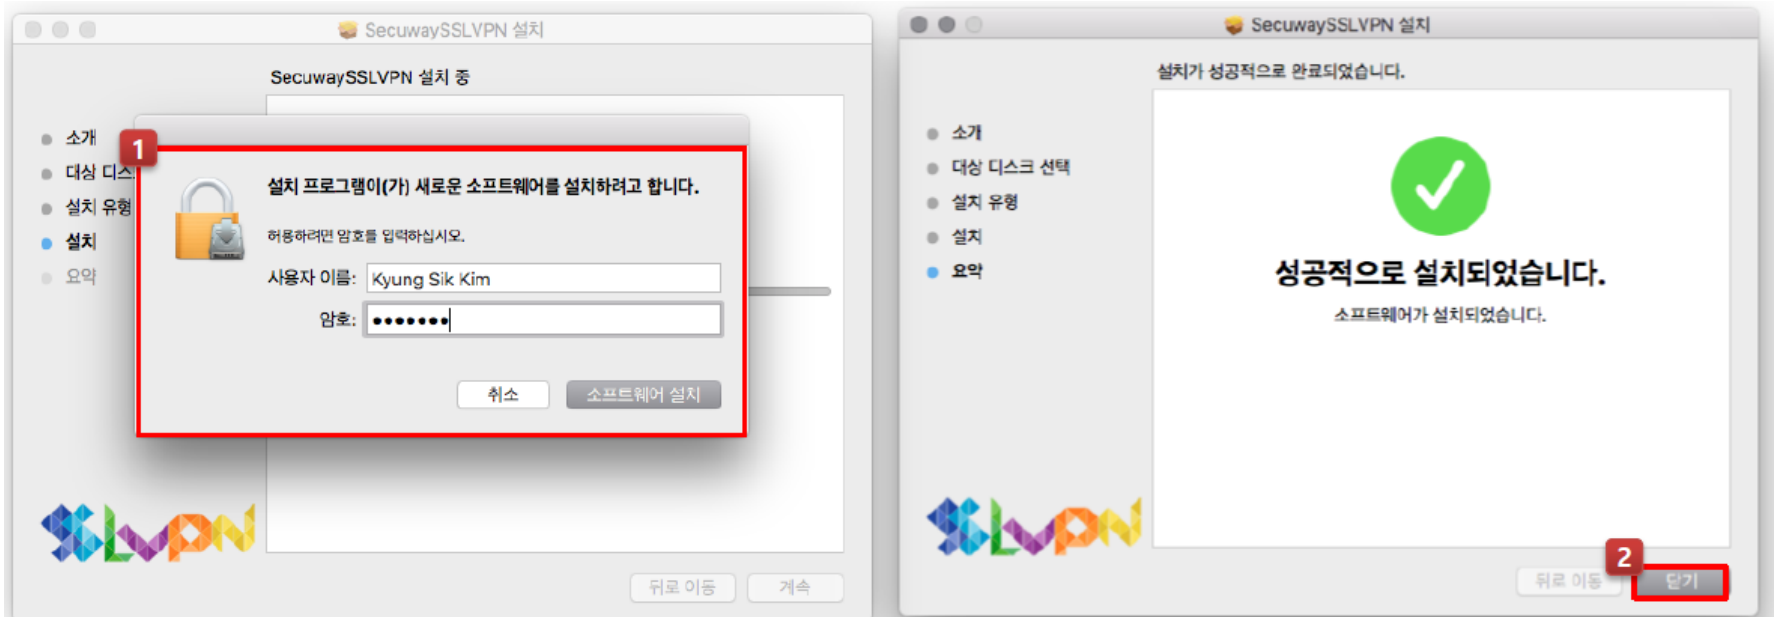 SecuwaySSLVPN 설치
SecuwaySSLVPN 설치 중
소개
대상 디스
설치 유형
설치
요약
1
설치 프로그램이(가) 새로운 소프트웨어를 설치하려고 합니다.
허용하려면 암호를 입력하십시오.
사용자 이름: Kyung Sik Kim
암호: •••••••
취소 소프트웨어 설치
SSLVPN
뒤로 이동 계속
SecuwaySSLVPN 설치
설치가 성공적으로 완료되었습니다.
소개
대상 디스크 선택
설치 유형
설치
요약
성공적으로 설치되었습니다.
소프트웨어가 설치되었습니다.
SSLVPN
2
뒤로 이동 닫기